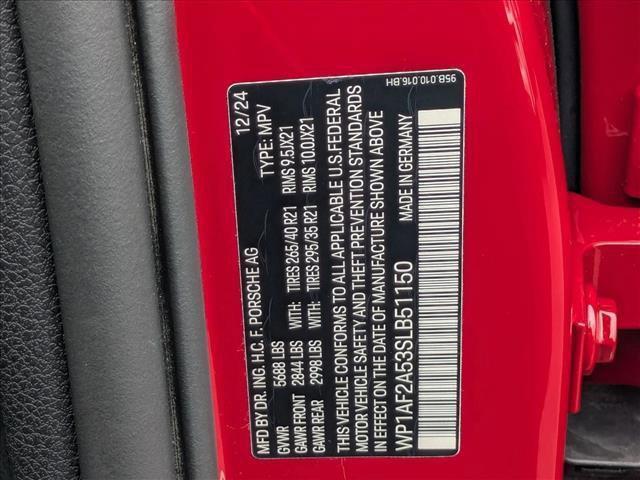 MFD BY DR. ING. H.C. F. PORSCHE AG 12/24
GVWR 5688 LBS TYPE: MPV
GAWR FRONT 2844 LBS WITH: TIRES 265/40 R21 RIMS 9.5JX21
GAWR REAR 2998 LBS WITH: TIRES 295/35 R21 RIMS 10.0JX21
THIS VEHICLE CONFORMS TO ALL APPLICABLE U.S. FEDERAL
MOTOR VEHICLE SAFETY AND THEFT PREVENTION STANDARDS
IN EFFECT ON THE DATE OF MANUFACTURE SHOWN ABOVE
WP1AF2A53SLB51150 MADE IN GERMANY
95B.010.016.BH